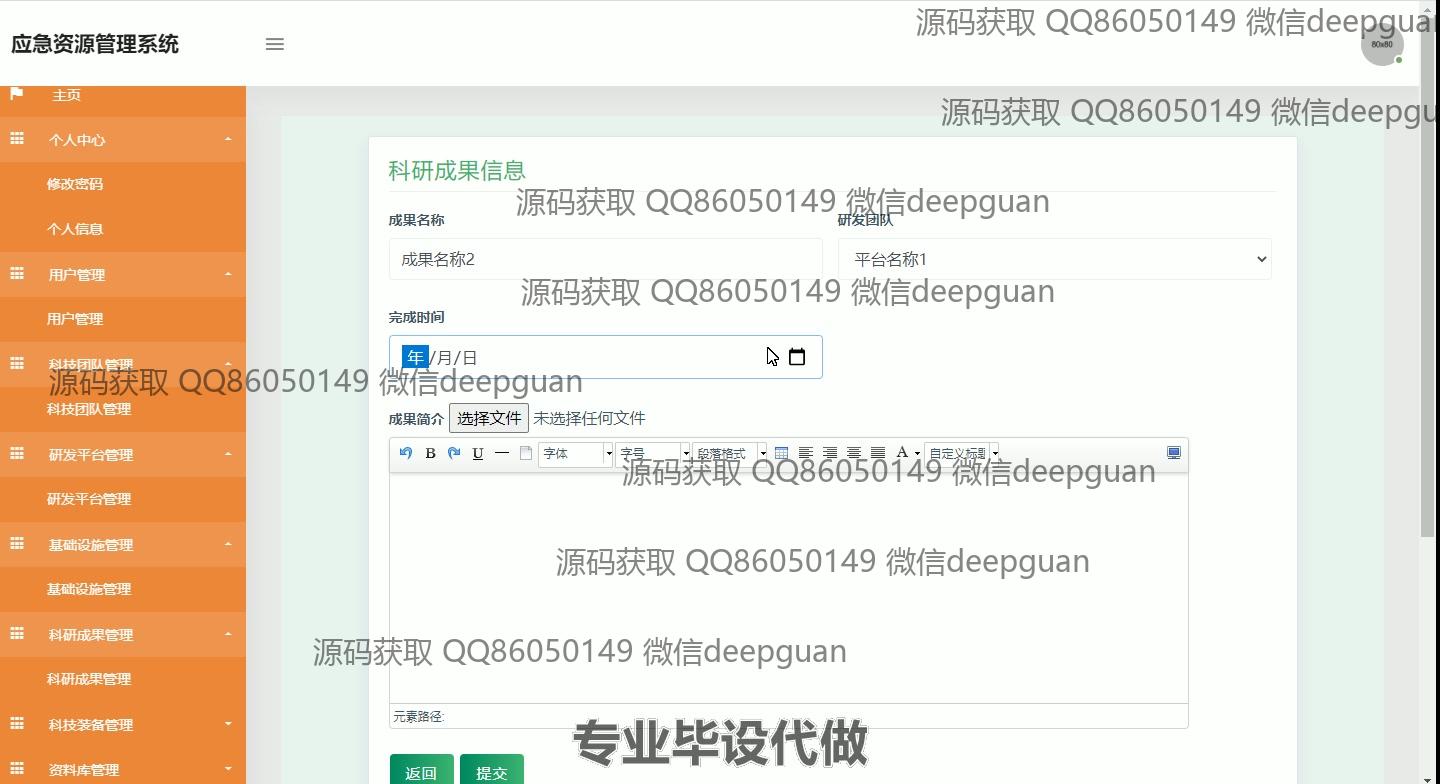 应急资源管理系统
源码获取 QQ86050149 微信deepguan
80x80
主页
源码获取 QQ86050149 微信deepgu
个人中心
修改密码
个人信息
用户管理
用户管理
科技团队管理
科技团队管理
研发平台管理
研发平台管理
基础设施管理
基础设施管理
科研成果管理
科研成果管理
科技装备管理
资料库管理
科研成果信息
源码获取 QQ86050149 微信deepguan
成果名称
研发团队
成果名称2
平台名称1
源码获取 QQ86050149 微信deepguan
完成时间
年/月/日
源码获取 QQ86050149 微信deepguan
成果简介 选择文件 未选择任何文件
B U 字体 字号 段落格式 A 自定义标题
源码获取 QQ86050149 微信deepguan
源码获取 QQ86050149 微信deepguan
源码获取 QQ86050149 微信deepguan
元素路径:
专业毕设代做
返回 提交